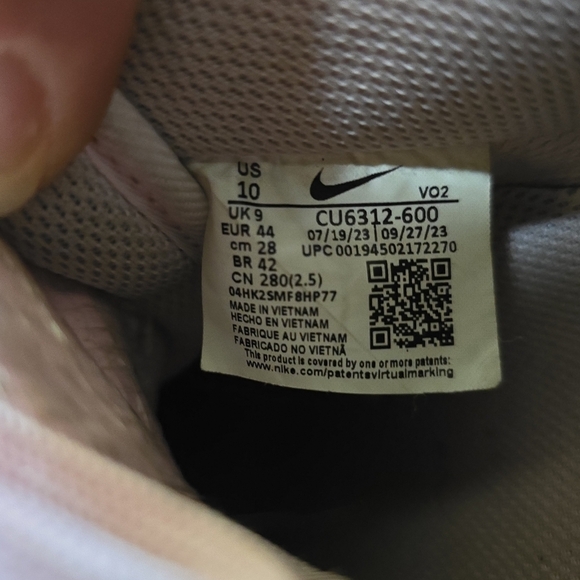 US
10
VO2
UK 9
CU6312-600
EUR 44
07/19/23 09/27/23
cm 28
UPC 00194502172270
BR 42
CN 280(2.5)
04HK2SMF8HP77
MADE IN VIETNAM
HECHO EN VIETNAM
FABRIQUE AU VIETNAM
FABRICADO NO VIETNÃ
This product is covered by one or more patents:
www.nike.com/patentsvirtualmarking